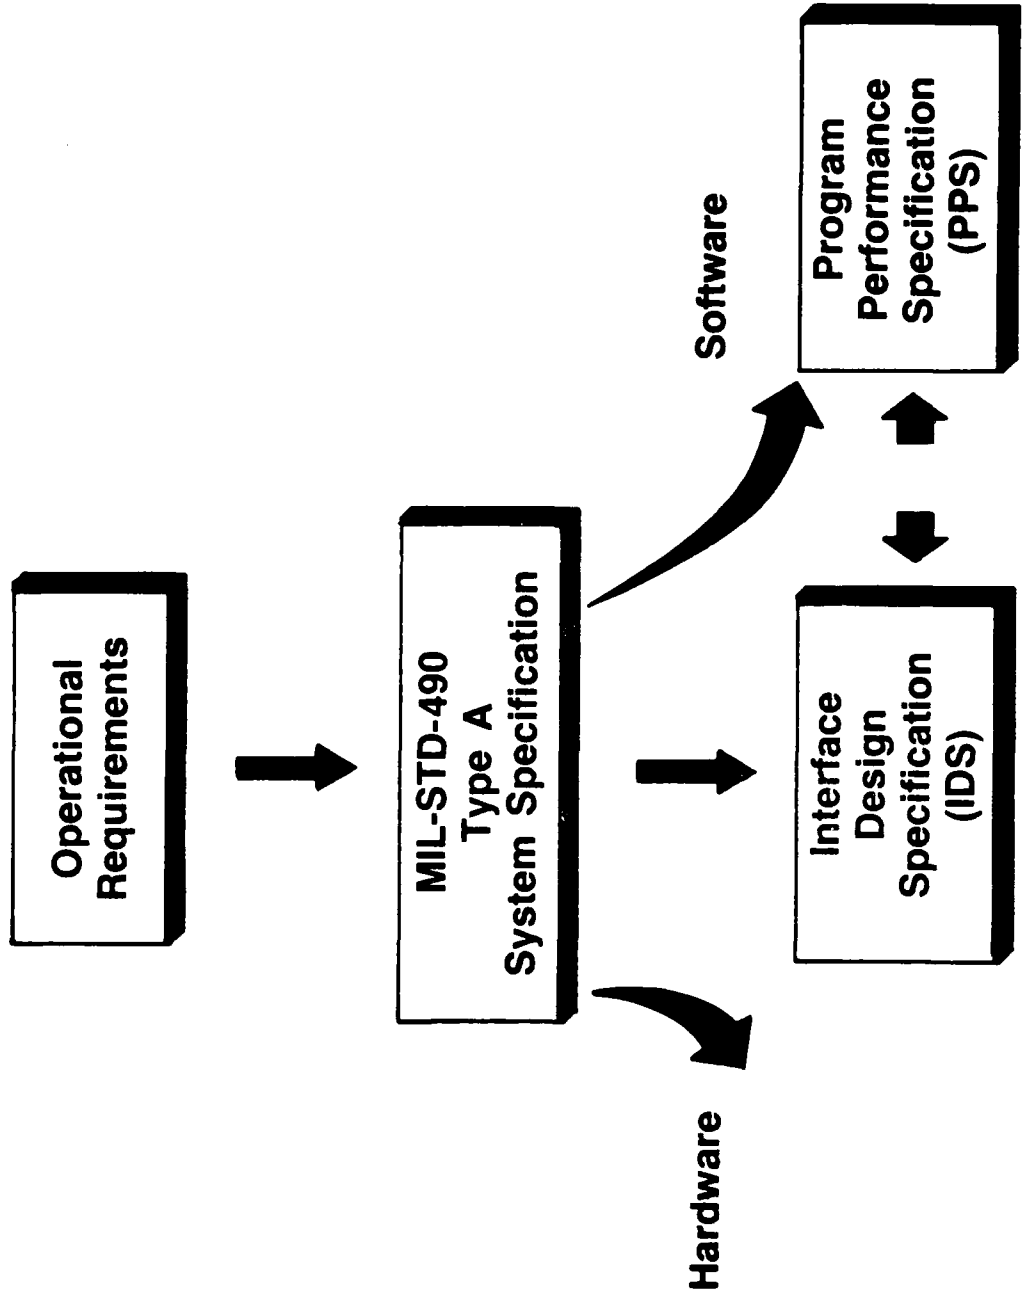 Operational
Requirements
MIL-STD-490
Type A
System Specification
Hardware
Software
Interface
Design
Specification
(IDS)
Program
Performance
Specification
(PPS)